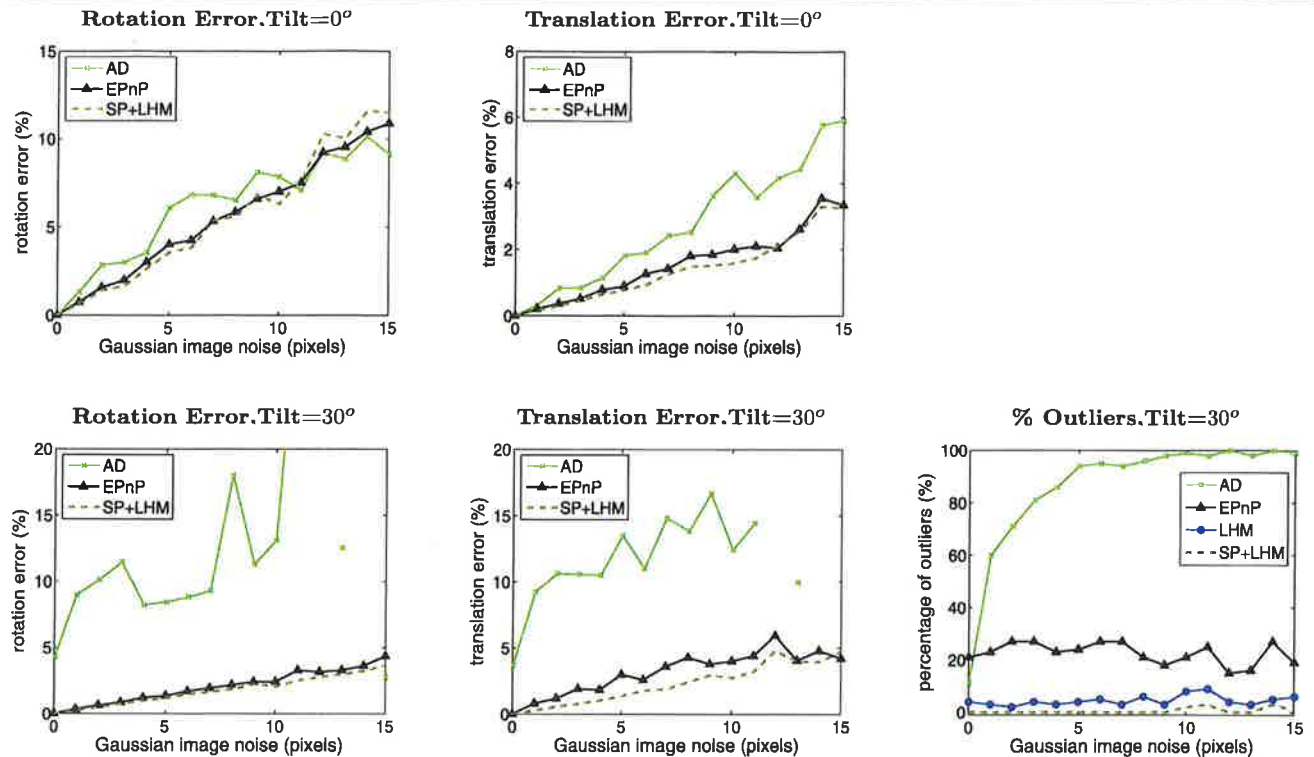 Rotation Error.Tilt=0°
15
10
5
0
rotation error (%)
AD
EPnP
SP+LHM
0 5 10 15
Gaussian image noise (pixels)
Translation Error.Tilt=0°
8
6
4
2
0
translation error (%)
AD
EPnP
SP+LHM
0 5 10 15
Gaussian image noise (pixels)
Rotation Error.Tilt=30°
20
15
10
5
0
rotation error (%)
AD
EPnP
SP+LHM
0 5 10 15
Gaussian image noise (pixels)
Translation Error.Tilt=30°
20
15
10
5
0
translation error (%)
AD
EPnP
SP+LHM
0 5 10 15
Gaussian image noise (pixels)
% Outliers.Tilt=30°
100
80
60
40
20
0
percentage of outliers (%)
AD
EPnP
LHM
SP+LHM
0 5 10 15
Gaussian image noise (pixels)